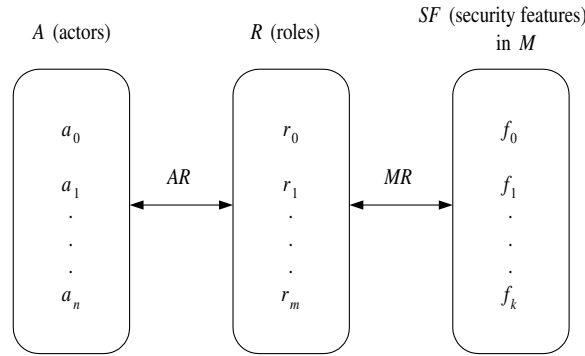 A (actors)
R (roles)
SF (security features)
in M
a₀
a₁
.
.
.
aₙ
AR
r₀
r₁
.
.
.
rₘ
MR
f₀
f₁
.
.
.
fₖ